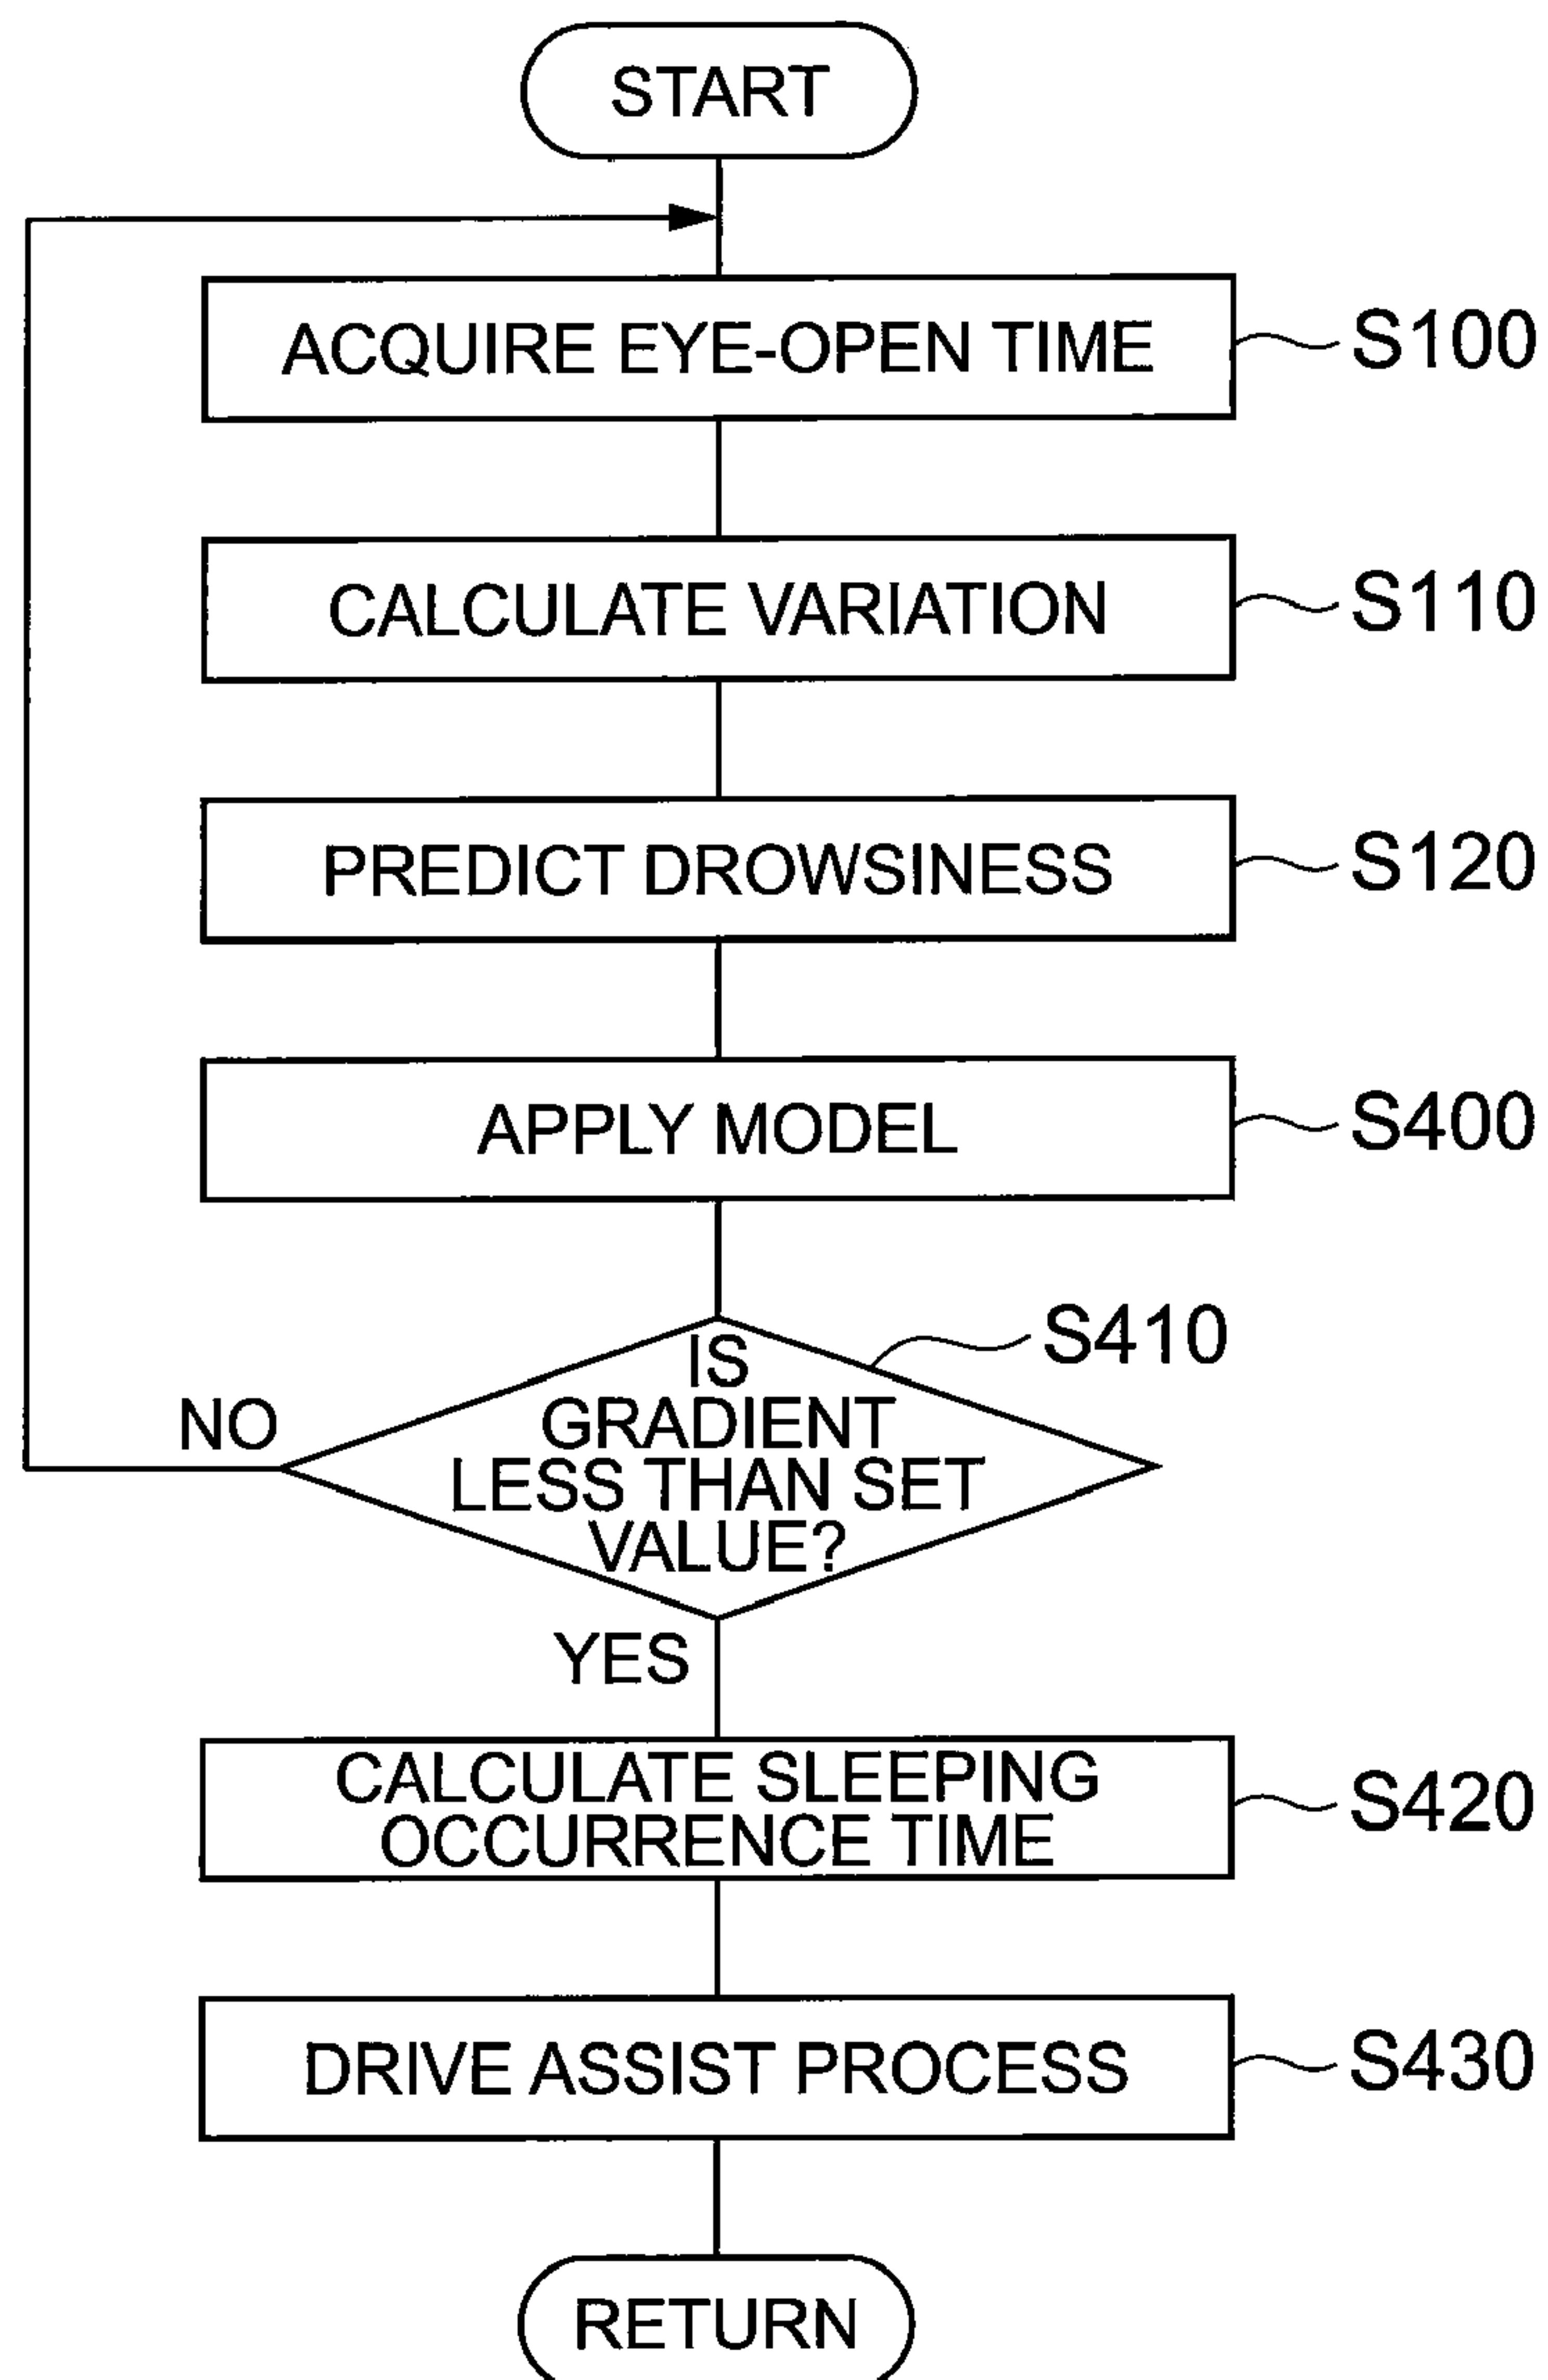 START
ACQUIRE EYE-OPEN TIME
S100
CALCULATE VARIATION
S110
PREDICT DROWSINESS
S120
APPLY MODEL
S400
IS
GRADIENT
LESS THAN SET
VALUE?
S410
NO
YES
CALCULATE SLEEPING
OCCURRENCE TIME
S420
DRIVE ASSIST PROCESS
S430
RETURN